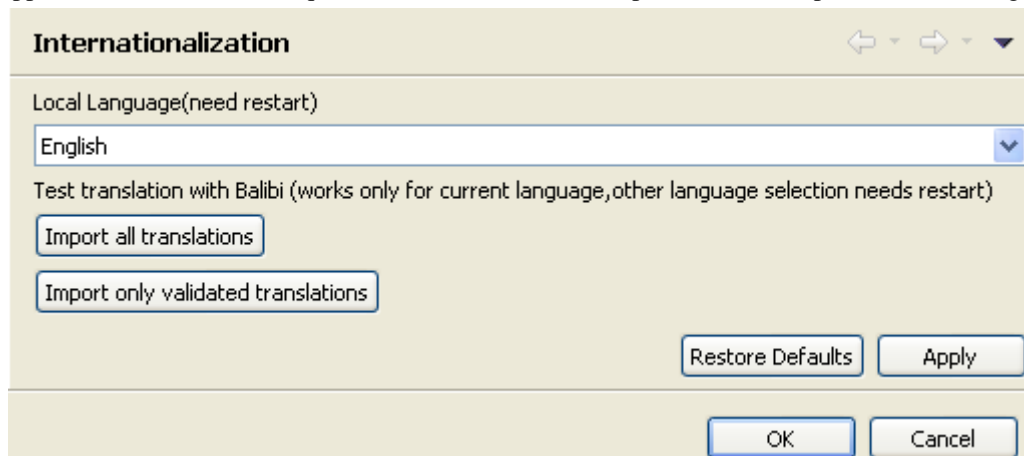 Internationalization
Local Language(need restart)
English
Test translation with Balibi (works only for current language,other language selection needs restart)
Import all translations
Import only validated translations
Restore Defaults Apply
OK Cancel